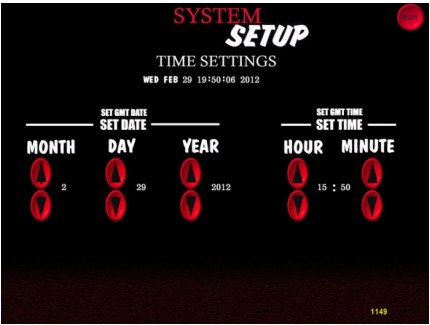 SYSTEM
SETUP
EXIT
TIME SETTINGS
WED FEB 29 19:50:06 2012
SET GMT DATE
SET DATE
SET GMT TIME
SET TIME
MONTH DAY YEAR HOUR MINUTE
2 29 2012 15 : 50
1149